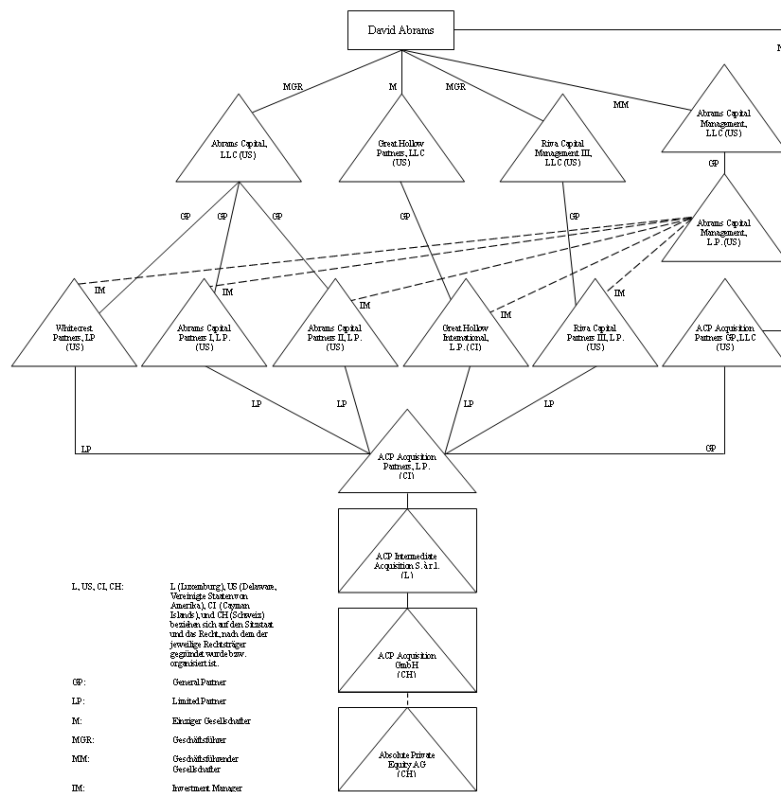 David Abrams
M
MGR
M
MGR
MM
Abrams Capital,
LLC (US)
Great Hollow
Partners, LLC
(US)
Riva Capital
Management III,
LLC (US)
Abrams Capital
Management,
LLC (US)
GP
Abrams Capital
Management,
L.P. (US)
GP
GP
GP
GP
GP
IM
IM
IM
IM
IM
Whitecrest
Partners, LP
(US)
Abrams Capital
Partners I, L.P.
(US)
Abrams Capital
Partners II, L.P.
(US)
Great Hollow
International,
L.P. (CI)
Riva Capital
Partners III, L.P.
(US)
ACP Acquisition
Partners GP, LLC
(US)
LP
LP
LP
LP
LP
GP
ACP Acquisition
Partners, L.P.
(CI)
ACP Intermediate
Acquisition S.à r.l.
(L)
ACP Acquisition
GmbH
(CH)
Absolute Private
Equity AG
(CH)
L, US, CI, CH:
L (Luxemburg), US (Delaware,
Vereinigte Staaten von
Amerika), CI (Cayman
Islands), und CH (Schweiz)
beziehen sich auf den Sitzstaat
und das Recht, nach dem der
jeweilige Rechtsträger
gegründet wurde bzw.
organisiert ist.
GP: General Partner
LP: Limited Partner
M: Einziger Gesellschafter
MGR: Geschäftsführer
MM: Geschäftsführender
Gesellschafter
IM: Investment Manager